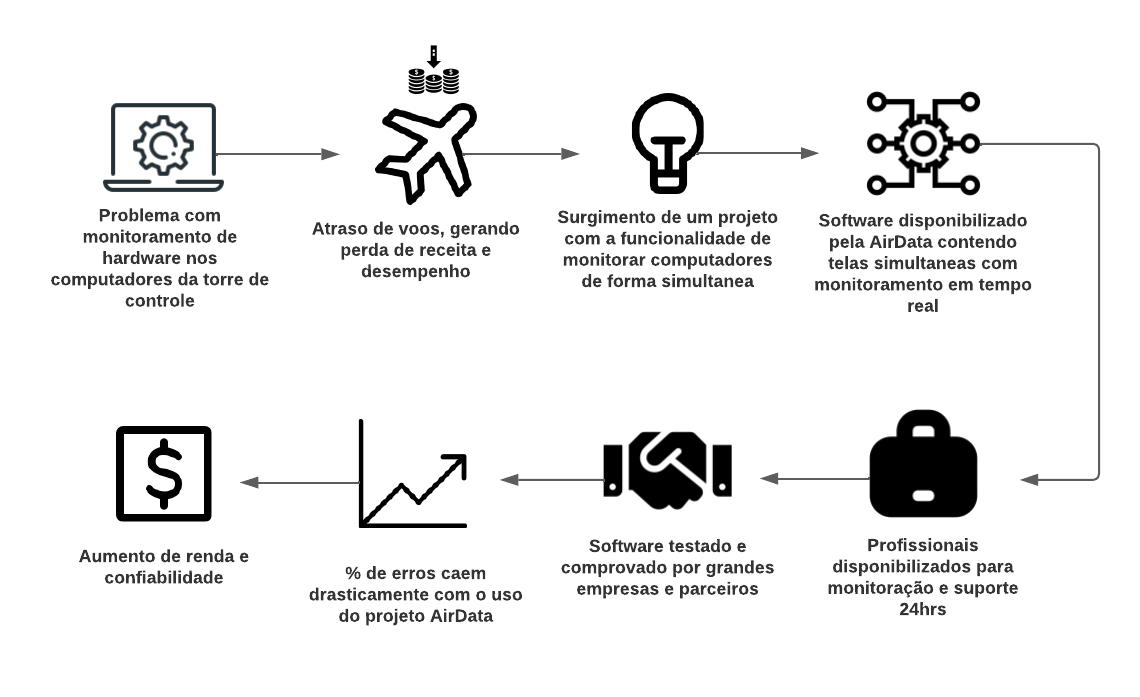 Problema com
monitoramento de
hardware nos
computadores da torre de
controle
Atraso de voos, gerando
perda de receita e
desempenho
Surgimento de um projeto
com a funcionalidade de
monitorar computadores
de forma simultanea
Software disponibilizado
pela AirData contendo
telas simultaneas com
monitoramento em tempo
real
Profissionais
disponibilizados para
monitoração e suporte
24hrs
Software testado e
comprovado por grandes
empresas e parceiros
% de erros caem
drasticamente com o uso
do projeto AirData
Aumento de renda e
confiabilidade